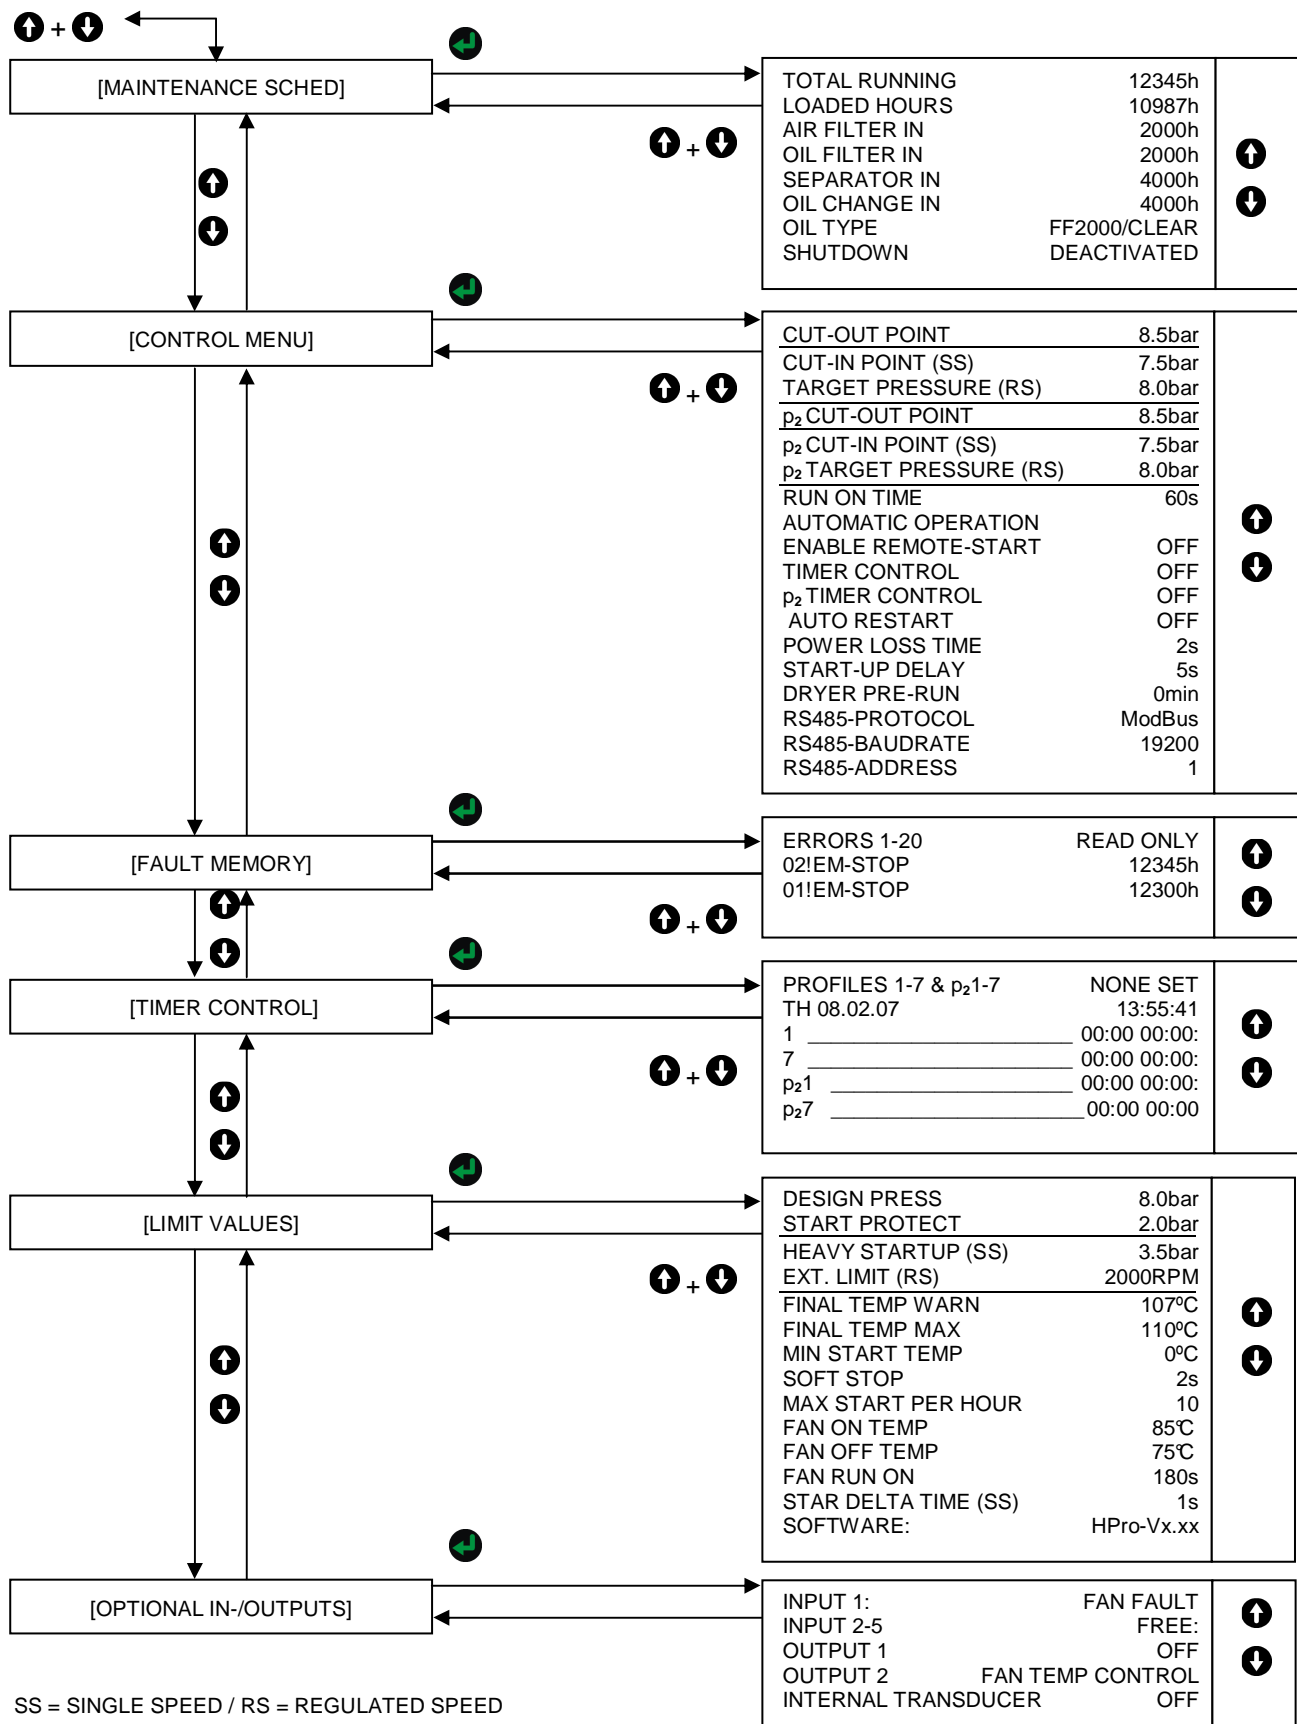 +
[MAINTENANCE SCHED]
TOTAL RUNNING 12345h
LOADED HOURS 10987h
AIR FILTER IN 2000h
OIL FILTER IN 2000h
SEPARATOR IN 4000h
OIL CHANGE IN 4000h
OIL TYPE FF2000/CLEAR
SHUTDOWN DEACTIVATED
+
[CONTROL MENU]
CUT-OUT POINT 8.5bar
CUT-IN POINT (SS) 7.5bar
TARGET PRESSURE (RS) 8.0bar
p₂ CUT-OUT POINT 8.5bar
p₂ CUT-IN POINT (SS) 7.5bar
p₂ TARGET PRESSURE (RS) 8.0bar
RUN ON TIME 60s
AUTOMATIC OPERATION
ENABLE REMOTE-START OFF
TIMER CONTROL OFF
p₂ TIMER CONTROL OFF
AUTO RESTART OFF
POWER LOSS TIME 2s
START-UP DELAY 5s
DRYER PRE-RUN 0min
RS485-PROTOCOL ModBus
RS485-BAUDRATE 19200
RS485-ADDRESS 1
+
[FAULT MEMORY]
ERRORS 1-20 READ ONLY
02!EM-STOP 12345h
01!EM-STOP 12300h
+
[TIMER CONTROL]
PROFILES 1-7 & p₂1-7 NONE SET
TH 08.02.07 13:55:41
1 _______________________ 00:00 00:00:
7 _______________________ 00:00 00:00:
p₂1 _____________________ 00:00 00:00:
p₂7 ______________________00:00 00:00
+
[LIMIT VALUES]
DESIGN PRESS 8.0bar
START PROTECT 2.0bar
HEAVY STARTUP (SS) 3.5bar
EXT. LIMIT (RS) 2000RPM
FINAL TEMP WARN 107ºC
FINAL TEMP MAX 110ºC
MIN START TEMP 0ºC
SOFT STOP 2s
MAX START PER HOUR 10
FAN ON TEMP 85℃
FAN OFF TEMP 75℃
FAN RUN ON 180s
STAR DELTA TIME (SS) 1s
SOFTWARE: HPro-Vx.xx
+
[OPTIONAL IN-/OUTPUTS]
INPUT 1: FAN FAULT
INPUT 2-5 FREE:
OUTPUT 1 OFF
OUTPUT 2 FAN TEMP CONTROL
INTERNAL TRANSDUCER OFF
SS = SINGLE SPEED / RS = REGULATED SPEED